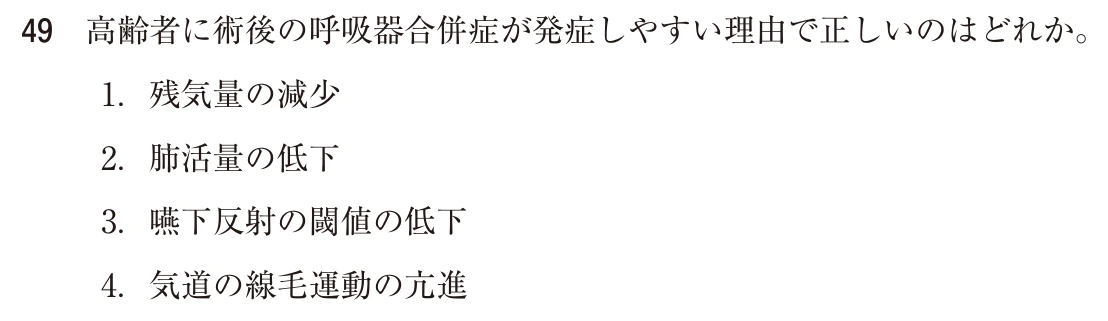 49 高齢者に術後の呼吸器合併症が発症しやすい理由で正しいのはどれか。
1. 残気量の減少
2. 肺活量の低下
3. 嚥下反射の閾値の低下
4. 気道の線毛運動の亢進